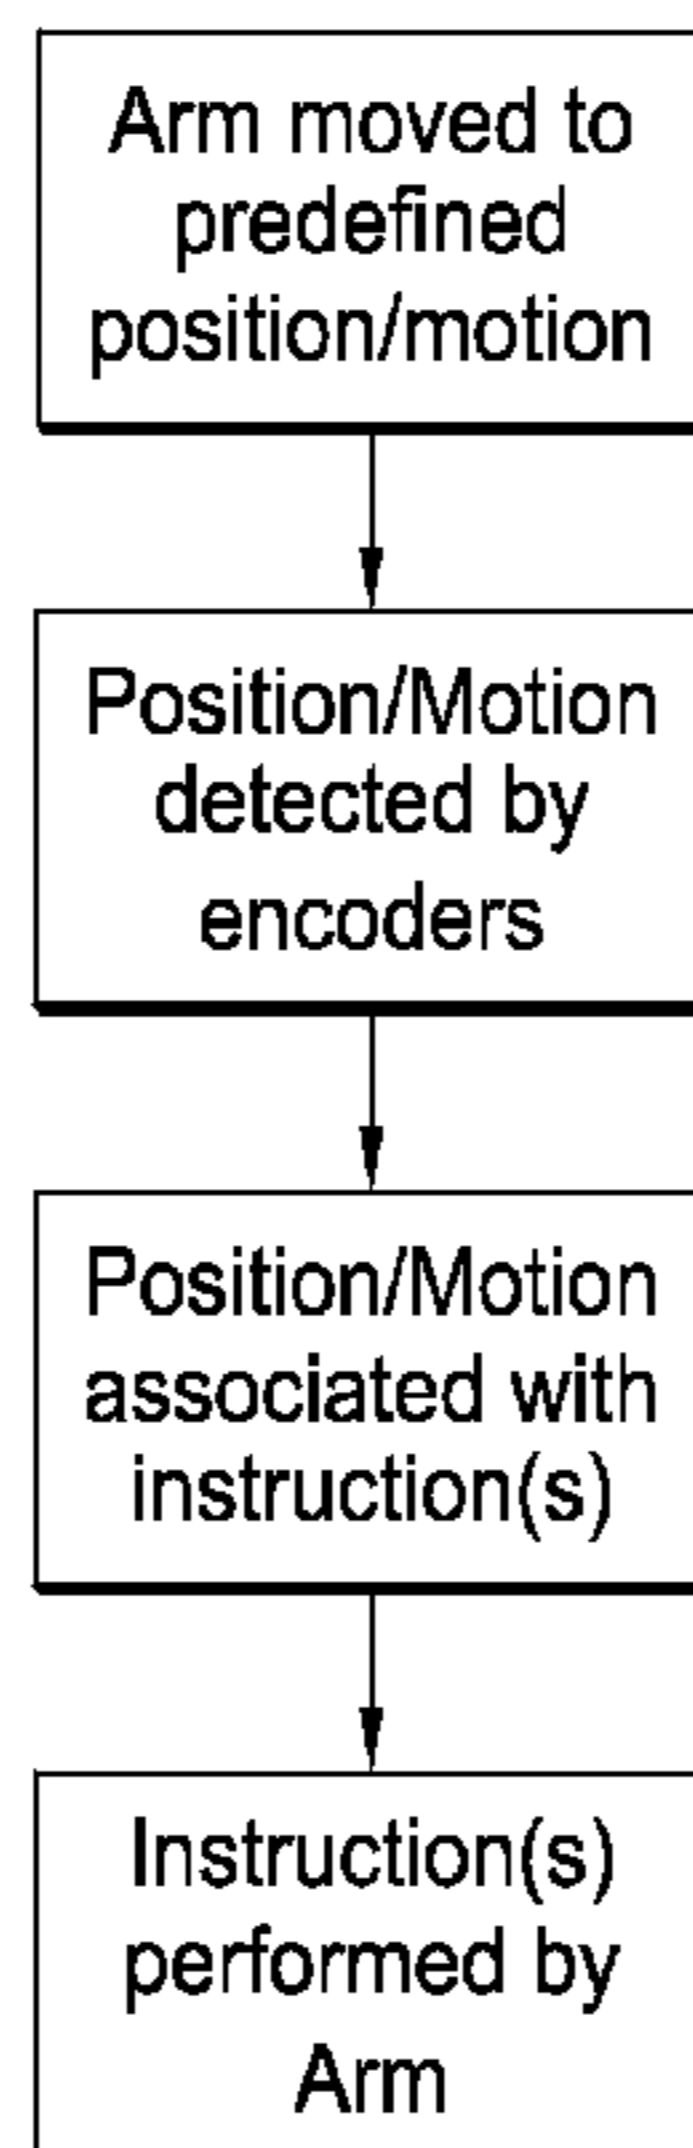 Arm moved to
predefined
position/motion
Position/Motion
detected by
encoders
Position/Motion
associated with
instruction(s)
Instruction(s)
performed by
Arm